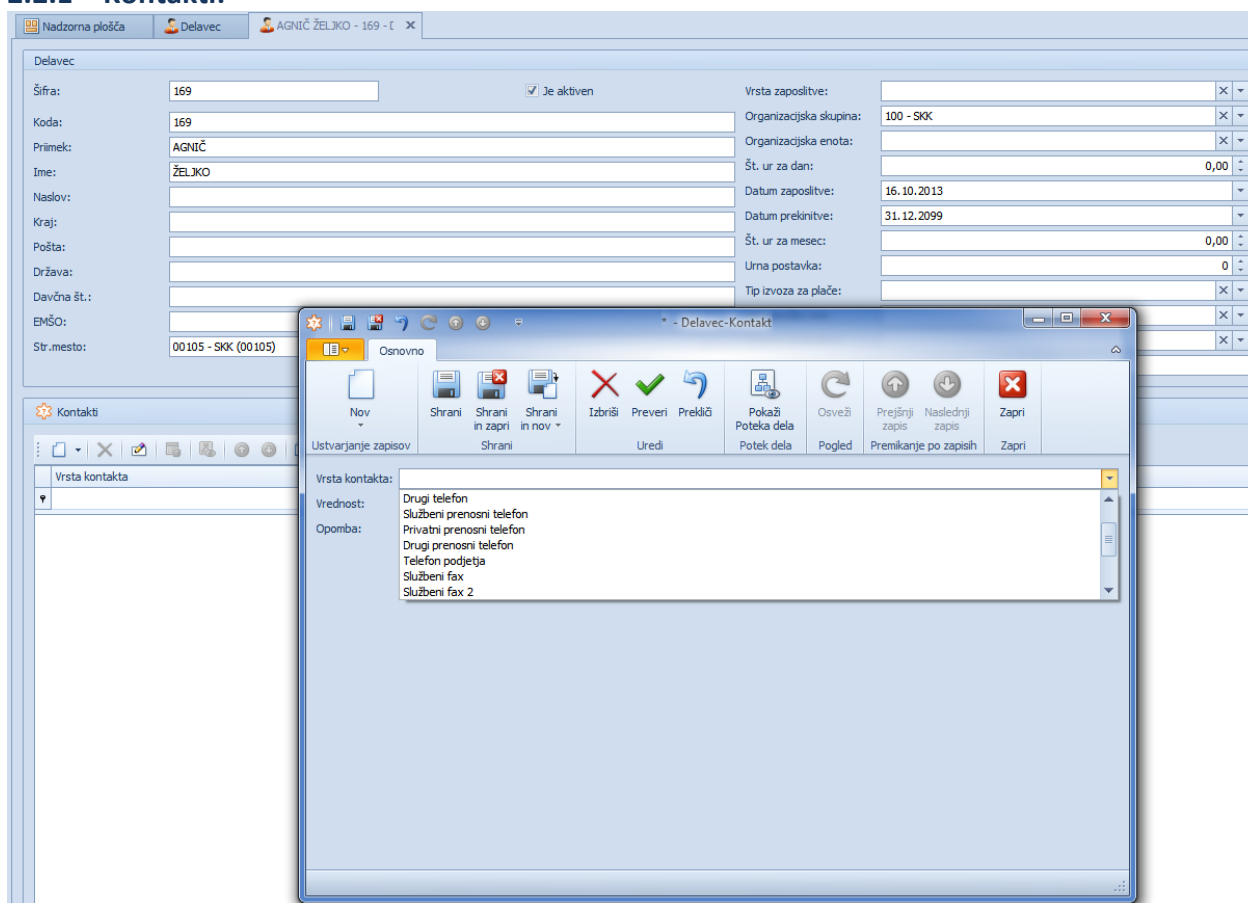 Nadzorna plošča
Delavec
AGNIČ ŽELJKO - 169 - D
Delavec
Šifra: 169
Je aktiven
Koda: 169
Priimek: AGNIČ
Ime: ŽELJKO
Naslov:
Kraj:
Pošta:
Država:
Davčna št.:
EMŠO:
Str.mesto: 00105 - SKK (00105)
Vrsta zaposlitve:
Organizacijska skupina: 100 - SKK
Organizacijska enota:
Št. ur za dan: 0,00
Datum zaposlitve: 16.10.2013
Datum prekinitve: 31.12.2099
Št. ur za mesec: 0,00
Urna postavka: 0
Tip izvoza za plače:
Kontakti
Vrsta kontakta
* - Delavec-Kontakt
Osnovno
Nov
Shrani
Shrani in zapri
Shrani in nov
Izbriši
Preveri
Prekliči
Pokaži Poteka dela
Osveži
Prejšnji zapis
Naslednji zapis
Zapri
Ustvarjanje zapisov
Shrani
Uredi
Potek dela
Pogled
Premikanje po zapisih
Zapri
Vrsta kontakta:
Vrednost:
Opomba:
Drugi telefon
Službeni prenosni telefon
Privatni prenosni telefon
Drugi prenosni telefon
Telefon podjetja
Službeni fax
Službeni fax 2